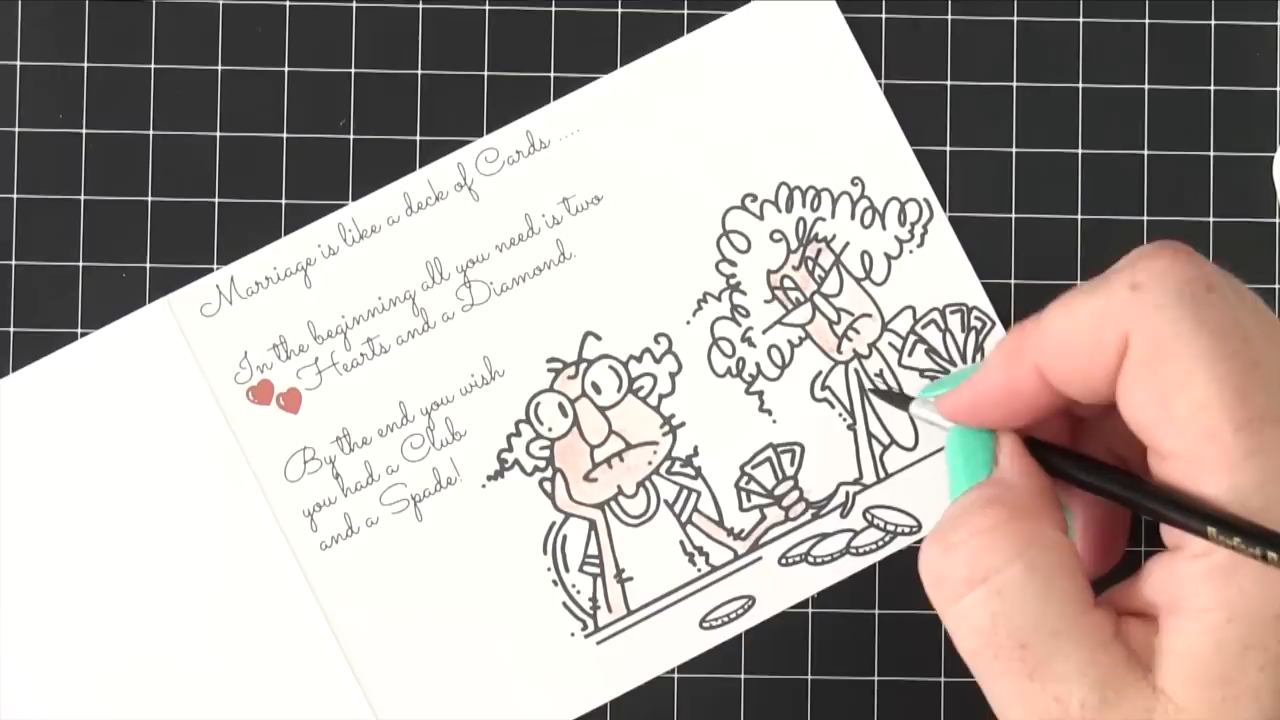 Marriage is like a deck of Cards ....
In the beginning all you need is two
Hearts and a Diamond.
By the end you wish
you had a Club
and a Spade!